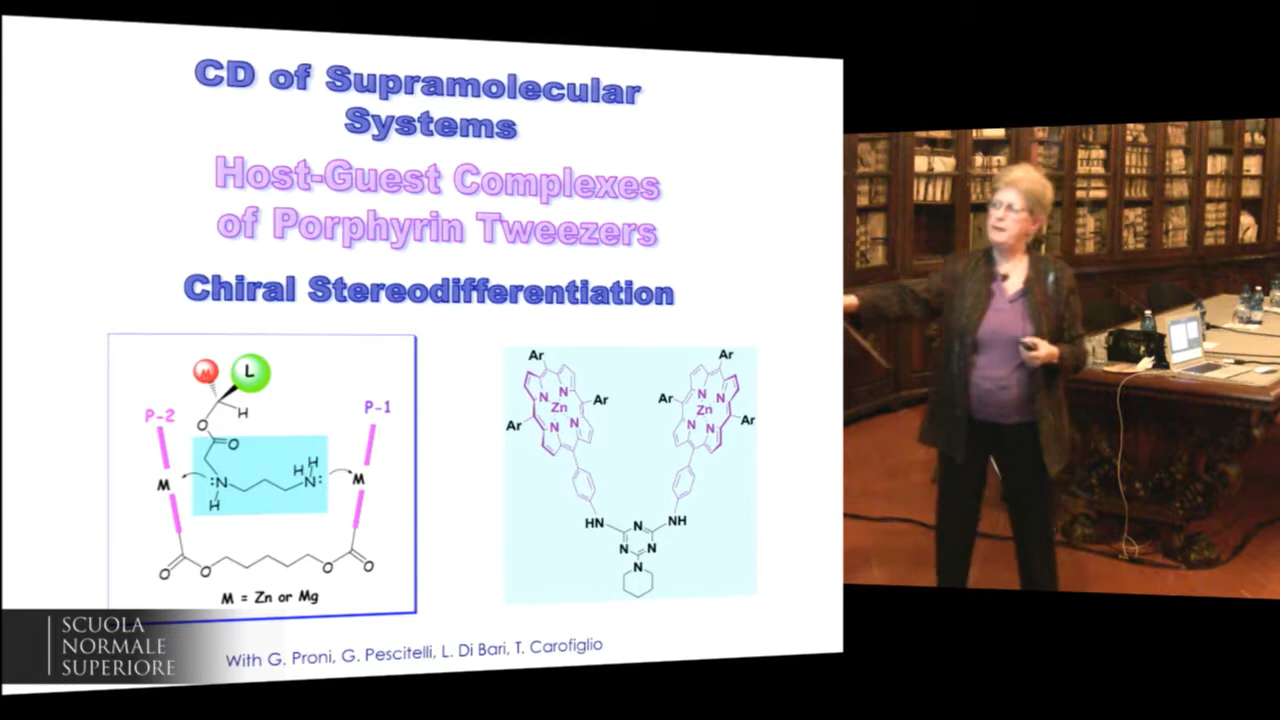 CD of Supramolecular
Systems
Host-Guest Complexes
of Porphyrin Tweezers
Chiral Stereodifferentiation
M
L
P-2
H
P-1
O
O
H
H
M
:N
N:
M
H
O
O
O
O
M = Zn or Mg
Ar
Ar
N
N
Ar
Zn
Ar
N
N
Ar
N
N
Ar
Zn
Ar
N
N
HN
NH
N
N
N
N
With G. Proni, G. Pescitelli, L. Di Bari, T. Carofiglio
SCUOLA
NORMALE
SUPERIORE